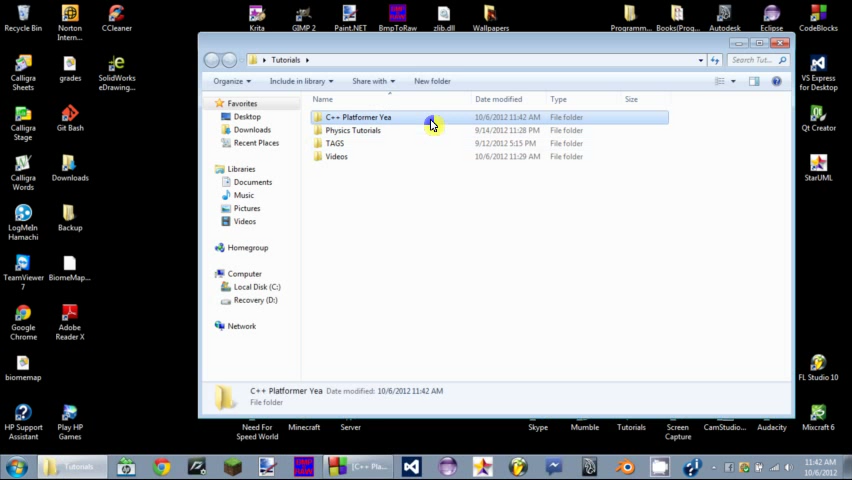 Recycle Bin
Norton Intern...
CCleaner
Krita
GIMP 2
Paint.NET
BmpToRaw
zlib.dll
Wallpapers
Programm...
Books(Prog...
Autodesk
Eclipse
CodeBlocks
Calligra Sheets
grades
SolidWorks eDrawing...
Calligra Stage
Git Bash
Calligra Words
Downloads
LogMeIn Hamachi
Backup
TeamViewer 7
BiomeMap...
Google Chrome
Adobe Reader X
biomemap
HP Support Assistant
Play HP Games
VS Express for Desktop
Qt Creator
StarUML
FL Studio 10
Mixcraft 6
Tutorials
Search Tut...
Organize
Include in library
Share with
New folder
Favorites
Desktop
Downloads
Recent Places
Libraries
Documents
Music
Pictures
Videos
Homegroup
Computer
Local Disk (C:)
Recovery (D:)
Network
Name
Date modified
Type
Size
C++ Platformer Yea 10/6/2012 11:42 AM File folder
Physics Tutorials 9/14/2012 11:28 PM File folder
TAGS 9/12/2012 5:15 PM File folder
Videos 10/6/2012 11:29 AM File folder
C++ Platformer Yea Date modified: 10/6/2012 11:42 AM
File folder
Need For Speed World
Minecraft
Server
Skype
Mumble
Tutorials
Screen Capture
CamStudio...
Audacity
Tutorials
BMP RAW
[C++ Pla...
11:42 AM
10/6/2012